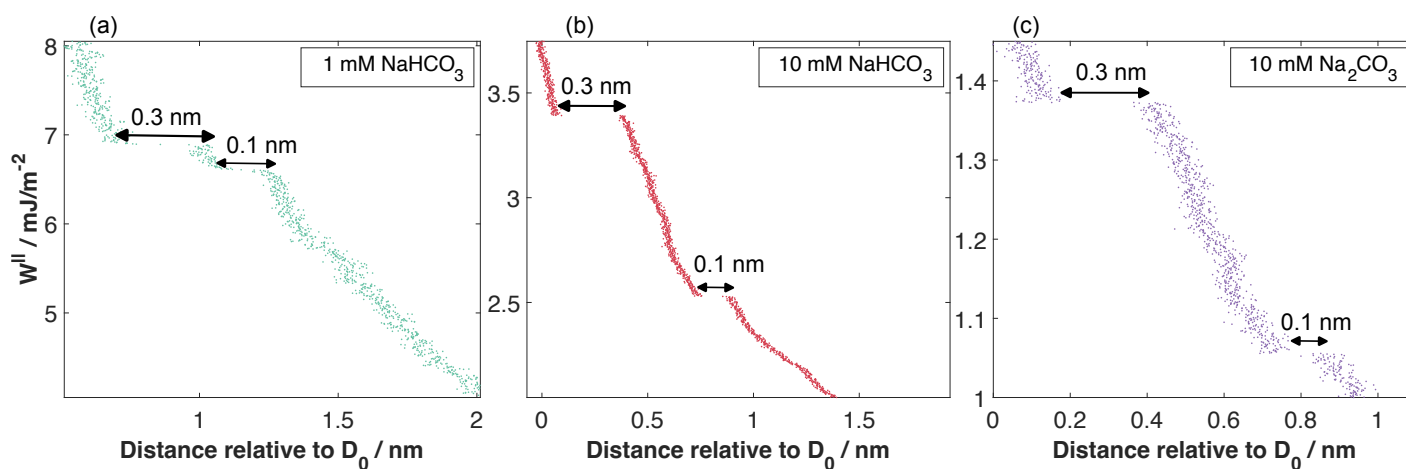 (a)
1 mM NaHCO₃
8
7
6
5
W^{II} / mJ/m⁻²
0.3 nm
0.1 nm
1
1.5
2
Distance relative to D₀ / nm
(b)
10 mM NaHCO₃
3.5
3
2.5
0.3 nm
0.1 nm
0
0.5
1
1.5
Distance relative to D₀ / nm
(c)
10 mM Na₂CO₃
1.4
1.3
1.2
1.1
1
0.3 nm
0.1 nm
0
0.2
0.4
0.6
0.8
1
Distance relative to D₀ / nm